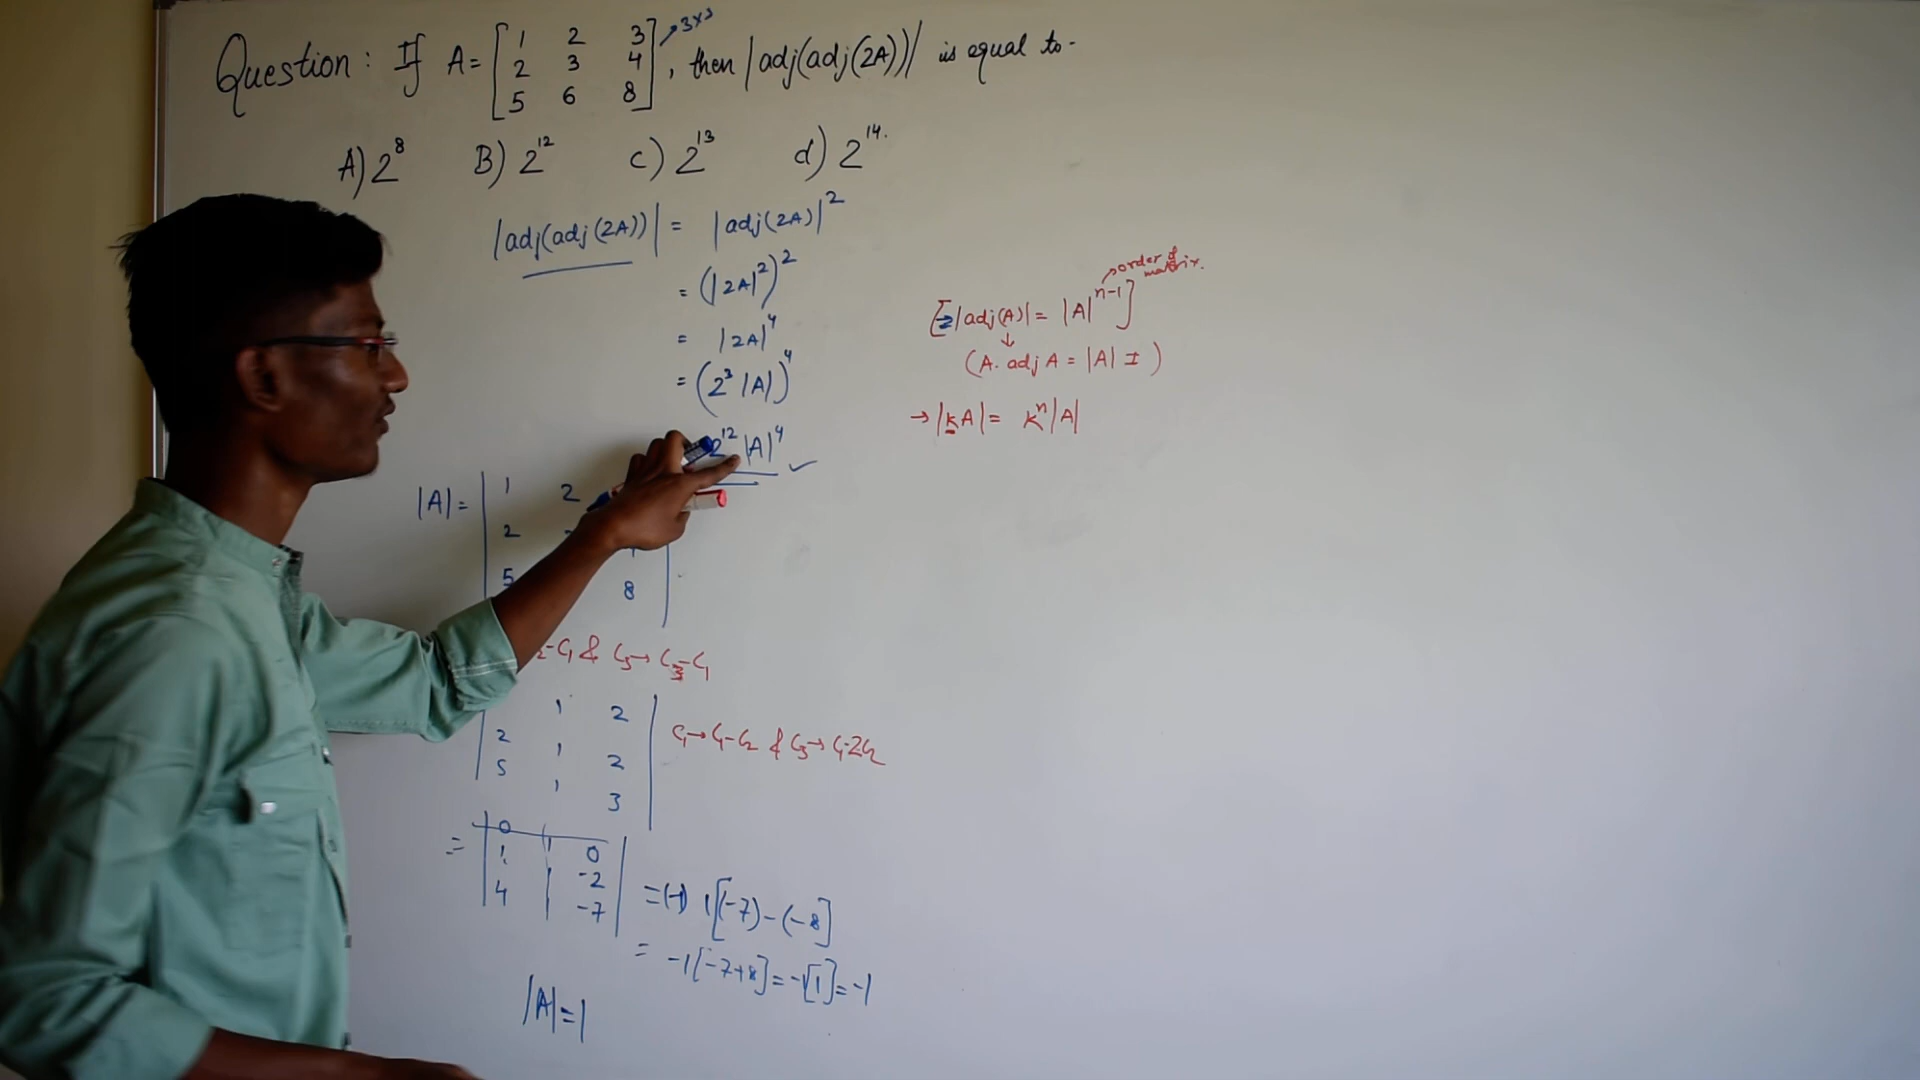 Question: If A = [1 2 3 → 3x3
2 3 4 , then |adj(adj(2A))| is equal to -
5 6 8]
A) 2^8 B) 2^12 c) 2^13 d) 2^14.
|adj(adj(2A))| = |adj(2A)|^2
= (|2A|^2)^2
= |2A|^4
= (2^3 |A|)^4
2^12 |A|^4 ✓
→ order of matrix.
[→ |adj(A)| = |A|^n-1]
↓
(A. adj A = |A| I)
→ |kA| = k^n |A|
|A| = | 1 2
2
5 8 |
-C1 & C3 → C3-C1
1 2
2 1 2
5 1 3 | C1 → C1-C2 & C3 → C1-2C2
= | 0
1 1 0
4 1 -2
1 -7 | = (-1) 1[(-7) - (-8]
= -1[-7+8] = -1[1] = -1
|A| = 1